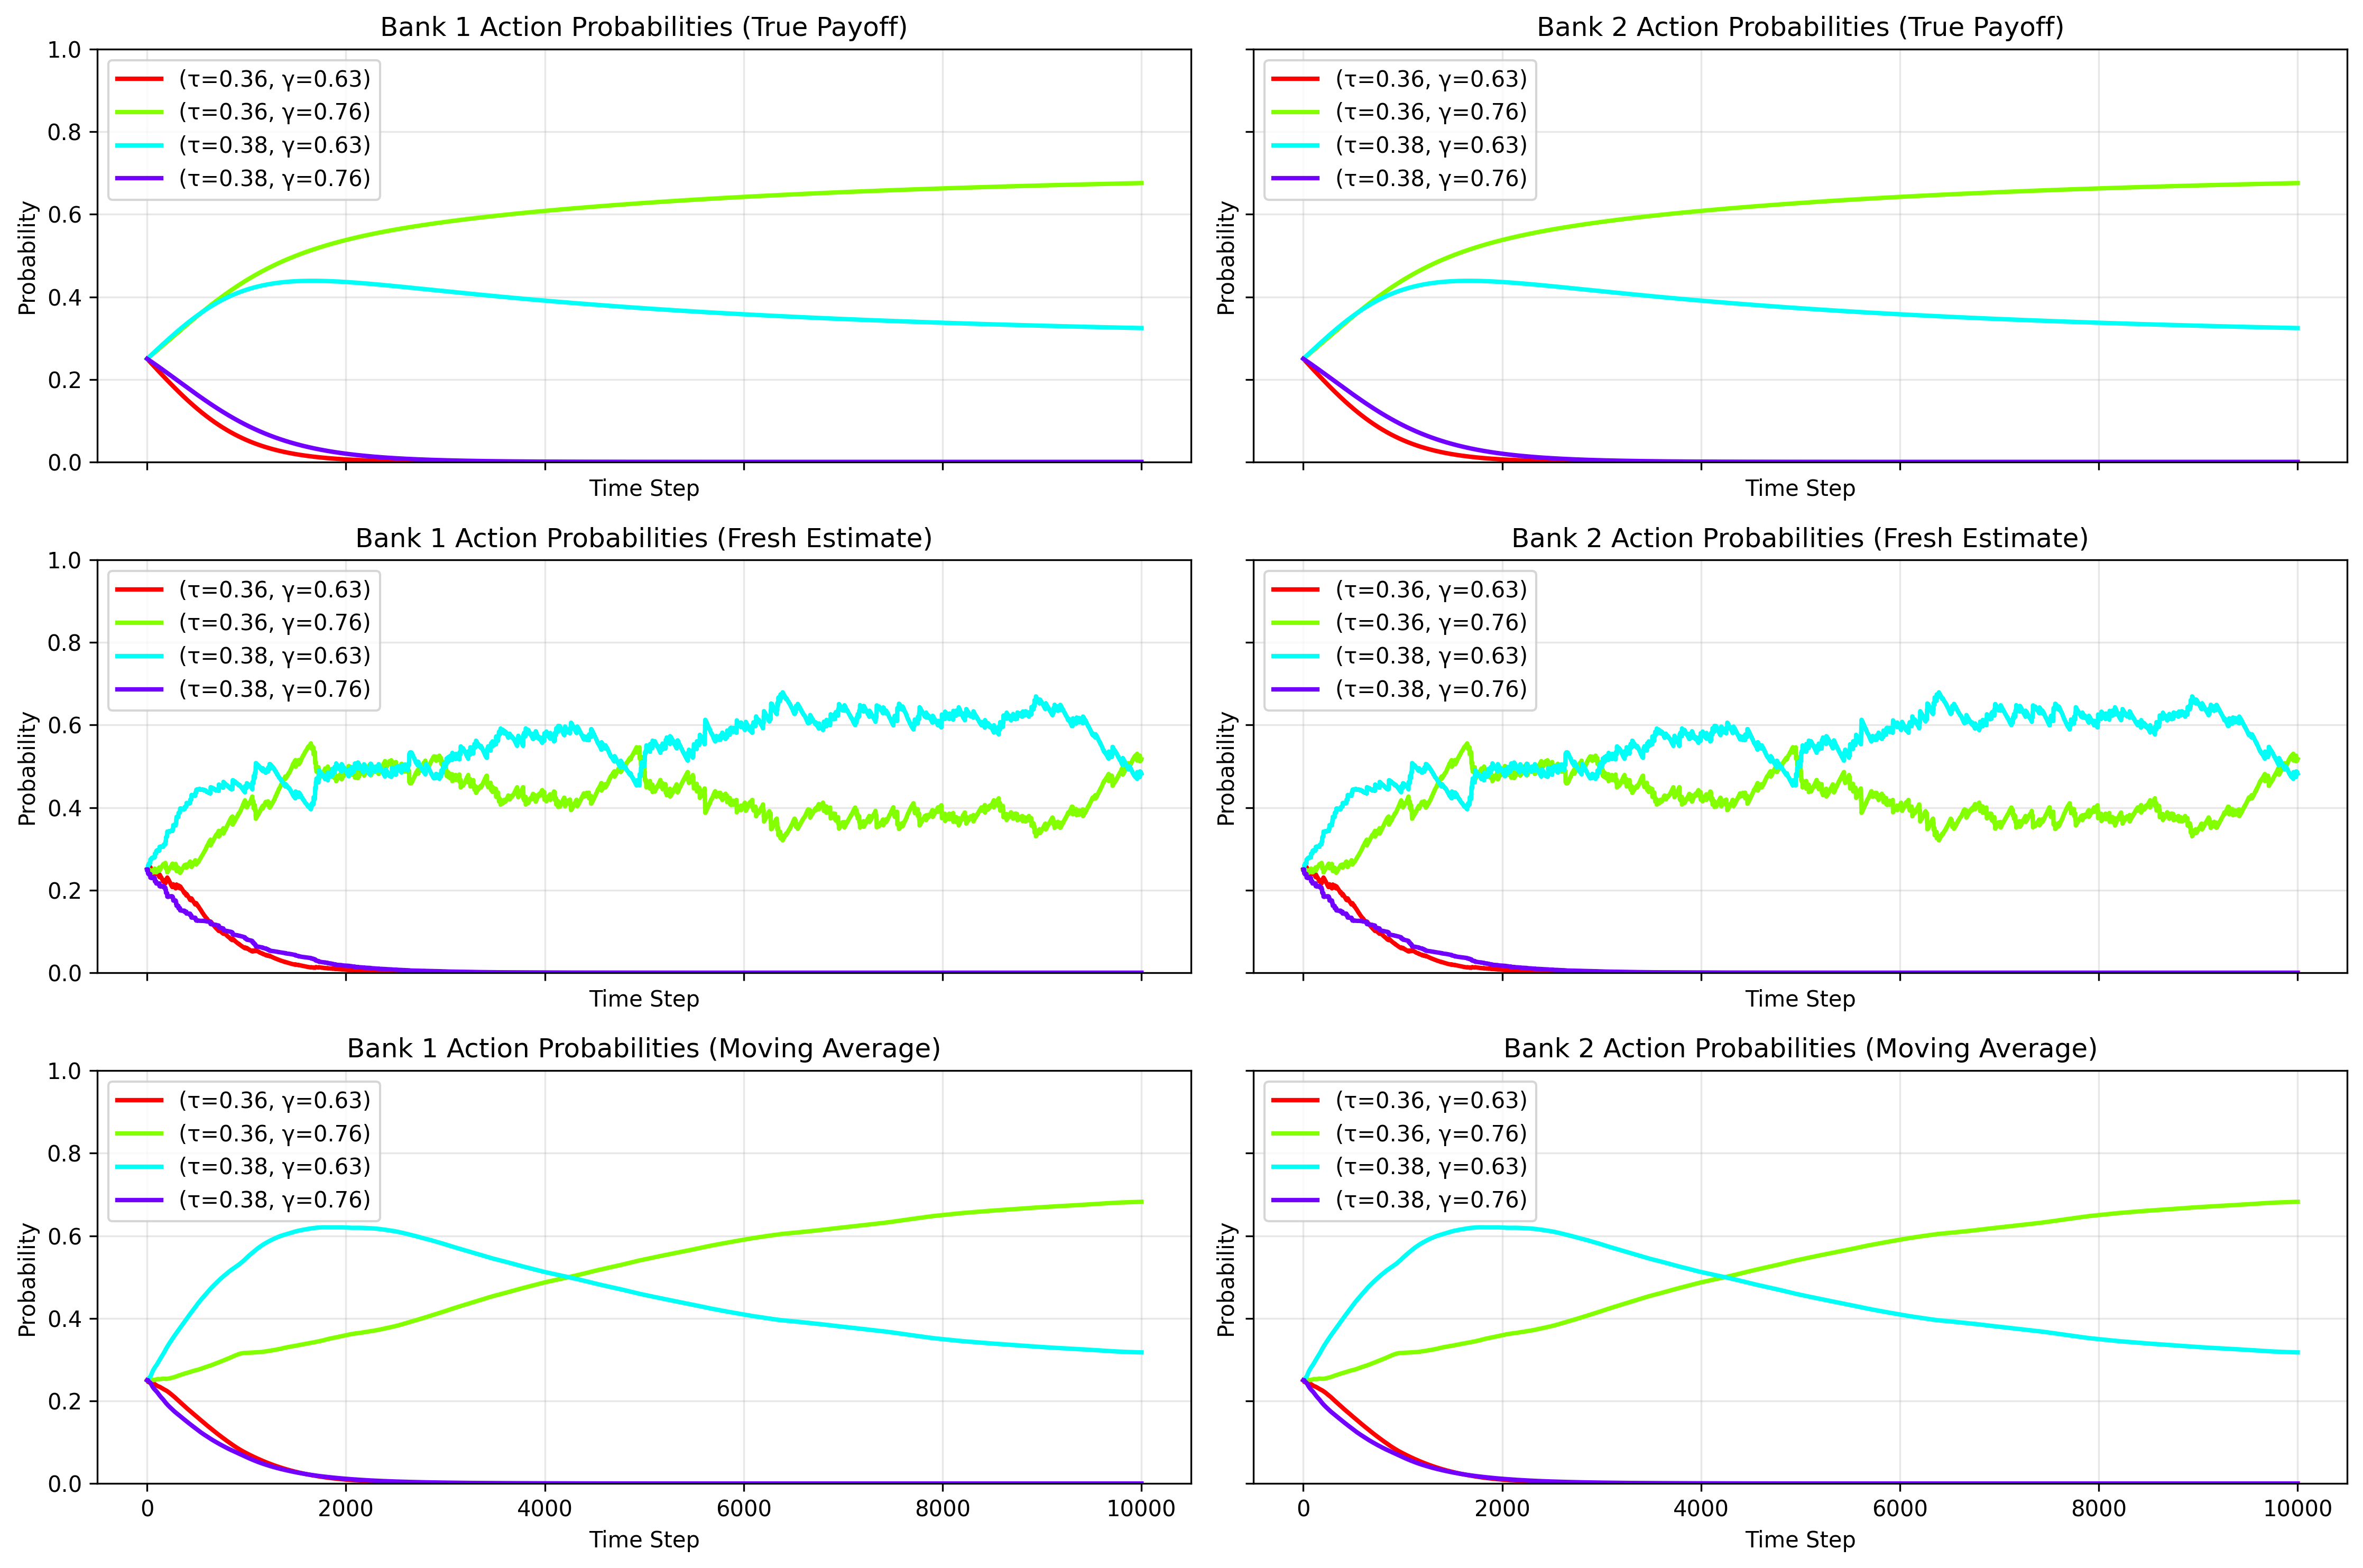 Bank 1 Action Probabilities (True Payoff)
1.0
0.8
0.6
0.4
0.2
0.0
Probability
(τ=0.36, γ=0.63)
(τ=0.36, γ=0.76)
(τ=0.38, γ=0.63)
(τ=0.38, γ=0.76)
Time Step
Bank 2 Action Probabilities (True Payoff)
Probability
(τ=0.36, γ=0.63)
(τ=0.36, γ=0.76)
(τ=0.38, γ=0.63)
(τ=0.38, γ=0.76)
Time Step
Bank 1 Action Probabilities (Fresh Estimate)
1.0
0.8
0.6
0.4
0.2
0.0
Probability
(τ=0.36, γ=0.63)
(τ=0.36, γ=0.76)
(τ=0.38, γ=0.63)
(τ=0.38, γ=0.76)
Time Step
Bank 2 Action Probabilities (Fresh Estimate)
Probability
(τ=0.36, γ=0.63)
(τ=0.36, γ=0.76)
(τ=0.38, γ=0.63)
(τ=0.38, γ=0.76)
Time Step
Bank 1 Action Probabilities (Moving Average)
1.0
0.8
0.6
0.4
0.2
0.0
Probability
(τ=0.36, γ=0.63)
(τ=0.36, γ=0.76)
(τ=0.38, γ=0.63)
(τ=0.38, γ=0.76)
0 2000 4000 6000 8000 10000
Time Step
Bank 2 Action Probabilities (Moving Average)
Probability
(τ=0.36, γ=0.63)
(τ=0.36, γ=0.76)
(τ=0.38, γ=0.63)
(τ=0.38, γ=0.76)
0 2000 4000 6000 8000 10000
Time Step